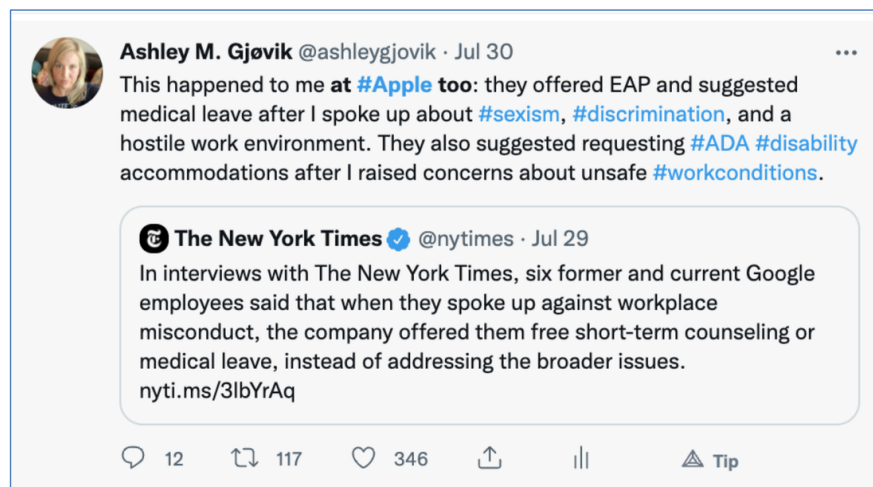 Ashley M. Gjøvik @ashleygjovik · Jul 30
This happened to me at #Apple too: they offered EAP and suggested
medical leave after I spoke up about #sexism, #discrimination, and a
hostile work environment. They also suggested requesting #ADA #disability
accommodations after I raised concerns about unsafe #workconditions.
The New York Times @nytimes · Jul 29
In interviews with The New York Times, six former and current Google
employees said that when they spoke up against workplace
misconduct, the company offered them free short-term counseling or
medical leave, instead of addressing the broader issues.
nyti.ms/3lbYrAq
12 117 346 Tip